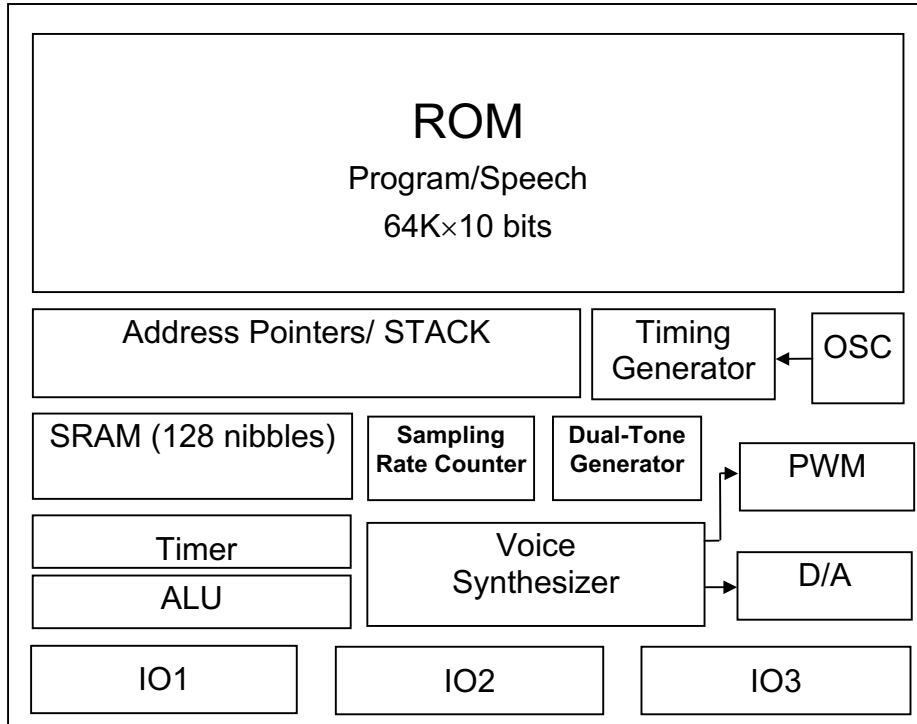 ROM
Program/Speech
64K×10 bits
Address Pointers/ STACK
Timing
Generator
OSC
SRAM (128 nibbles)
Sampling
Rate Counter
Dual-Tone
Generator
PWM
Timer
Voice
Synthesizer
D/A
ALU
IO1
IO2
IO3